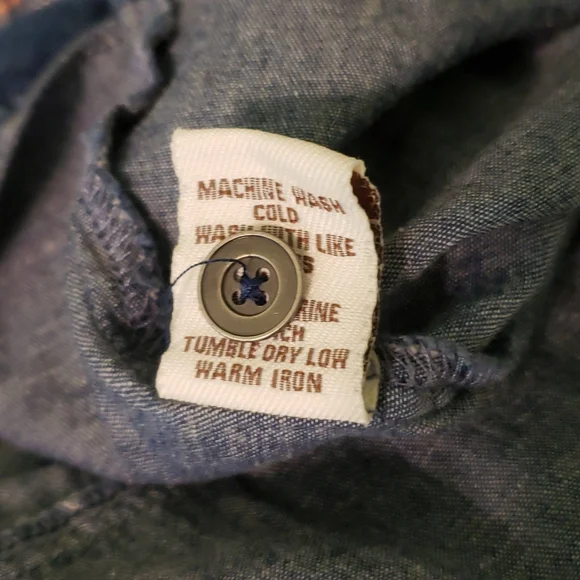 MACHINE WASH
COLD
WASH WITH LIKE
TUMBLE DRY LOW
WARM IRON